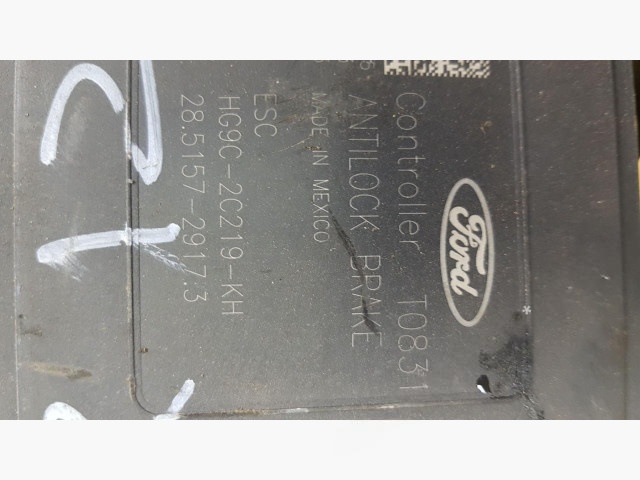 Ford
Controller T0831
ANTILOCK BRAKE
MADE IN MEXICO
ESC
HG9C-2C219-KH
28.5157-2917:3